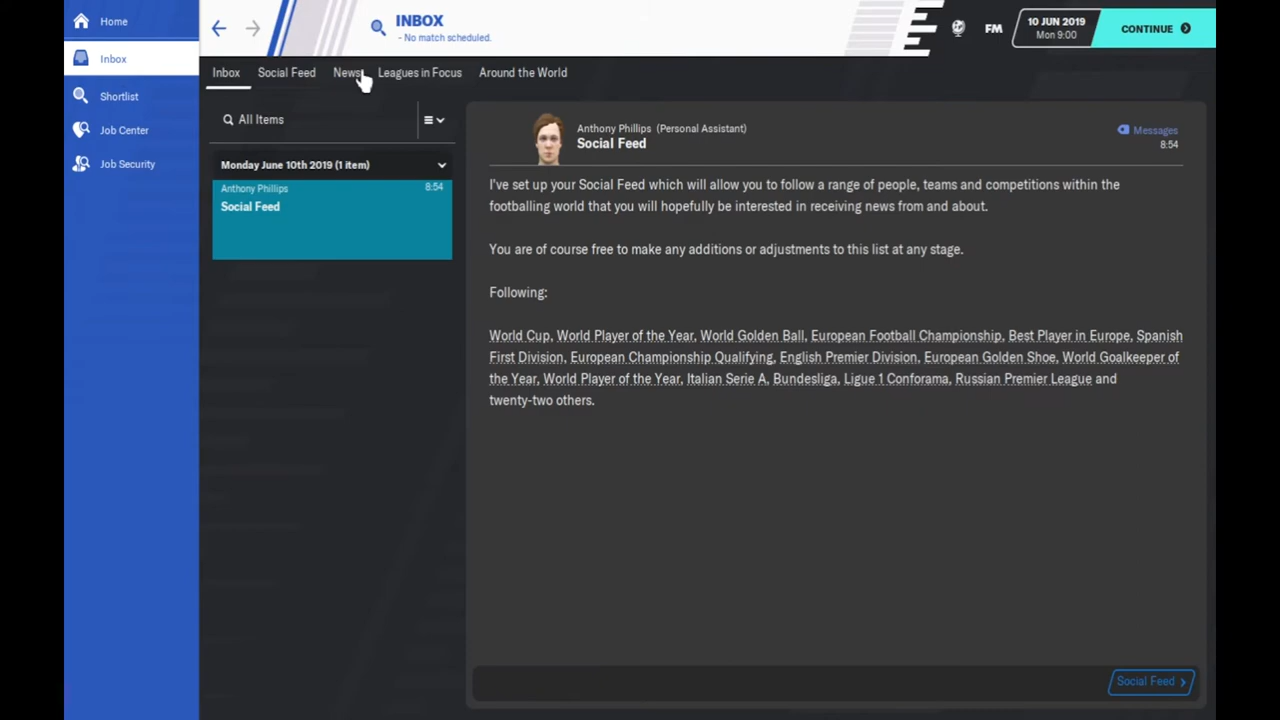 Home
Inbox
Shortlist
Job Center
Job Security
INBOX
- No match scheduled.
FM
10 JUN 2019
Mon 9:00
CONTINUE
Inbox
Social Feed
News
Leagues in Focus
Around the World
All Items
Monday June 10th 2019 (1 item)
Anthony Phillips
8:54
Social Feed
Anthony Phillips (Personal Assistant)
Social Feed
Messages
8:54
I've set up your Social Feed which will allow you to follow a range of people, teams and competitions within the
footballing world that you will hopefully be interested in receiving news from and about.
You are of course free to make any additions or adjustments to this list at any stage.
Following:
World Cup, World Player of the Year, World Golden Ball, European Football Championship, Best Player in Europe, Spanish
First Division, European Championship Qualifying, English Premier Division, European Golden Shoe, World Goalkeeper of
the Year, World Player of the Year, Italian Serie A, Bundesliga, Ligue 1 Conforama, Russian Premier League and
twenty-two others.
Social Feed